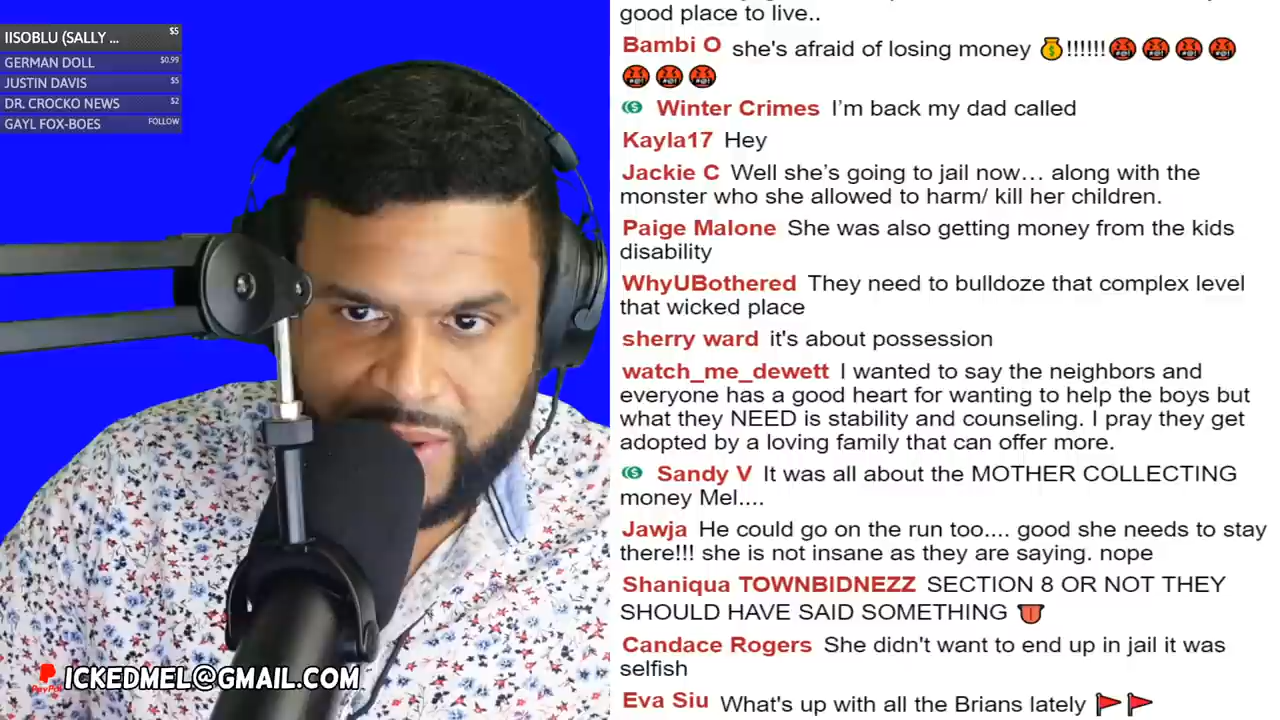 IISOBLU (SALLY ... $5
GERMAN DOLL $0.99
JUSTIN DAVIS $5
DR. CROCKO NEWS $2
GAYL FOX-BOES FOLLOW
PayPal ICKEDMEL@GMAIL.COM
good place to live..
Bambi O she's afraid of losing money 💰!!!!!!🤬🤬🤬🤬
🤬🤬🤬
Winter Crimes I’m back my dad called
Kayla17 Hey
Jackie C Well she’s going to jail now… along with the
monster who she allowed to harm/ kill her children.
Paige Malone She was also getting money from the kids
disability
WhyUBothered They need to bulldoze that complex level
that wicked place
sherry ward it's about possession
watch_me_dewett I wanted to say the neighbors and
everyone has a good heart for wanting to help the boys but
what they NEED is stability and counseling. I pray they get
adopted by a loving family that can offer more.
Sandy V It was all about the MOTHER COLLECTING
money Mel....
Jawja He could go on the run too.... good she needs to stay
there!!! she is not insane as they are saying. nope
Shaniqua TOWNBIDNEZZ SECTION 8 OR NOT THEY
SHOULD HAVE SAID SOMETHING
Candace Rogers She didn't want to end up in jail it was
selfish
Eva Siu What's up with all the Brians lately 🚩🚩